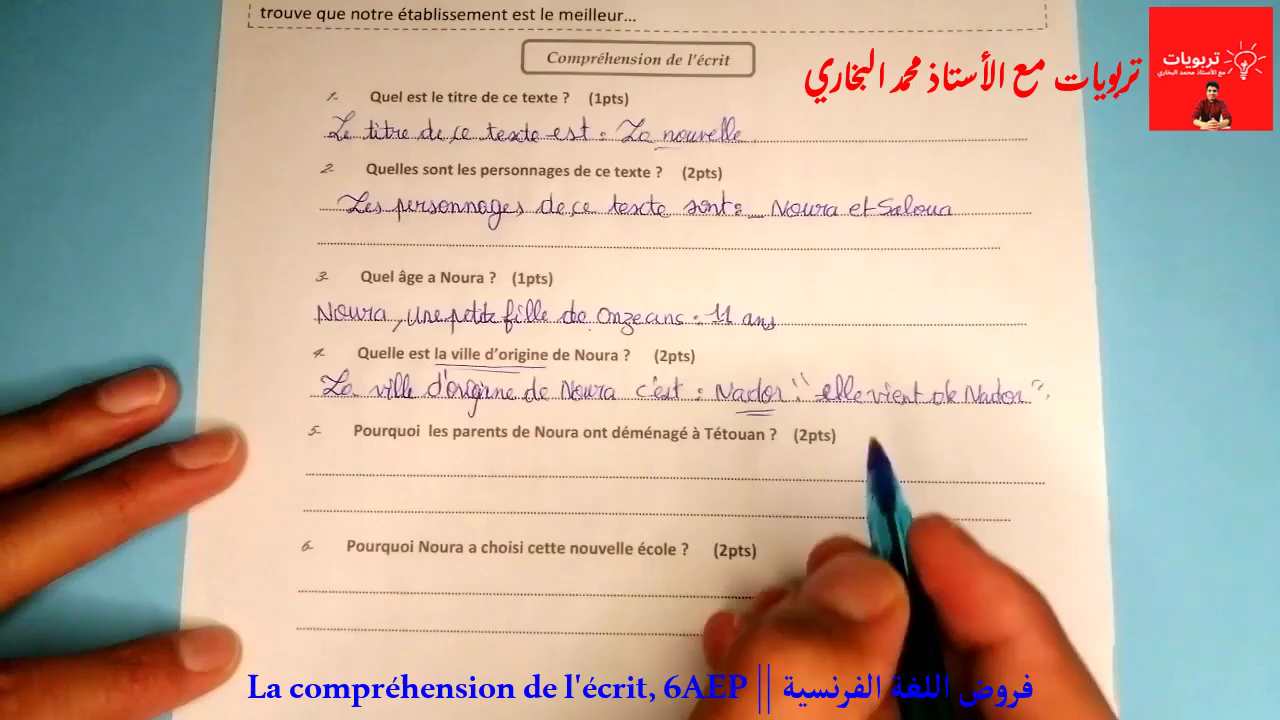 trouve que notre établissement est le meilleur...
Compréhension de l'écrit
تربويات مع الأستاذ محمد البخاري
تربويات
مع الأستاذ محمد البخاري
1. Quel est le titre de ce texte ? (1pts)
Le titre de ce texte est : La nouvelle.
2. Quelles sont les personnages de ce texte ? (2pts)
Les personnages de ce texte sont : Noura et Saloua
3. Quel âge a Noura ? (1pts)
Noura, une petite fille de onze ans : 11 ans
4. Quelle est la ville d'origine de Noura ? (2pts)
La ville d'origine de Noura c'est : Nador "elle vient de Nador".
5. Pourquoi les parents de Noura ont déménagé à Tétouan ? (2pts)
6. Pourquoi Noura a choisi cette nouvelle école ? (2pts)
La compréhension de l'écrit, 6AEP || فروض اللغة الفرنسية